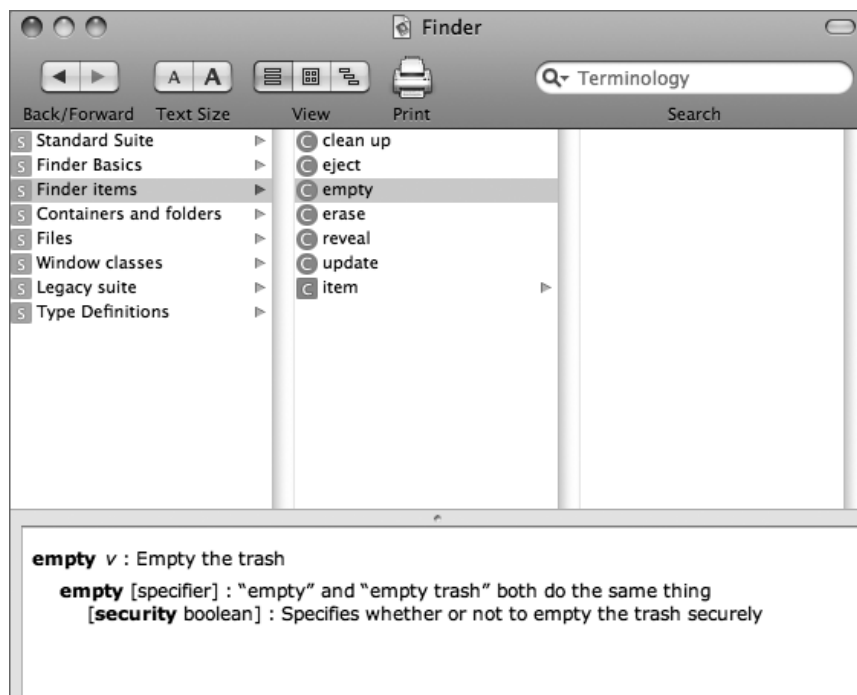 Finder
A A
Terminology
Back/Forward Text Size View Print Search
S Standard Suite
S Finder Basics
S Finder items
S Containers and folders
S Files
S Window classes
S Legacy suite
S Type Definitions
C clean up
C eject
C empty
C erase
C reveal
C update
C item
empty v : Empty the trash
empty [specifier] : “empty” and “empty trash” both do the same thing
[security boolean] : Specifies whether or not to empty the trash securely